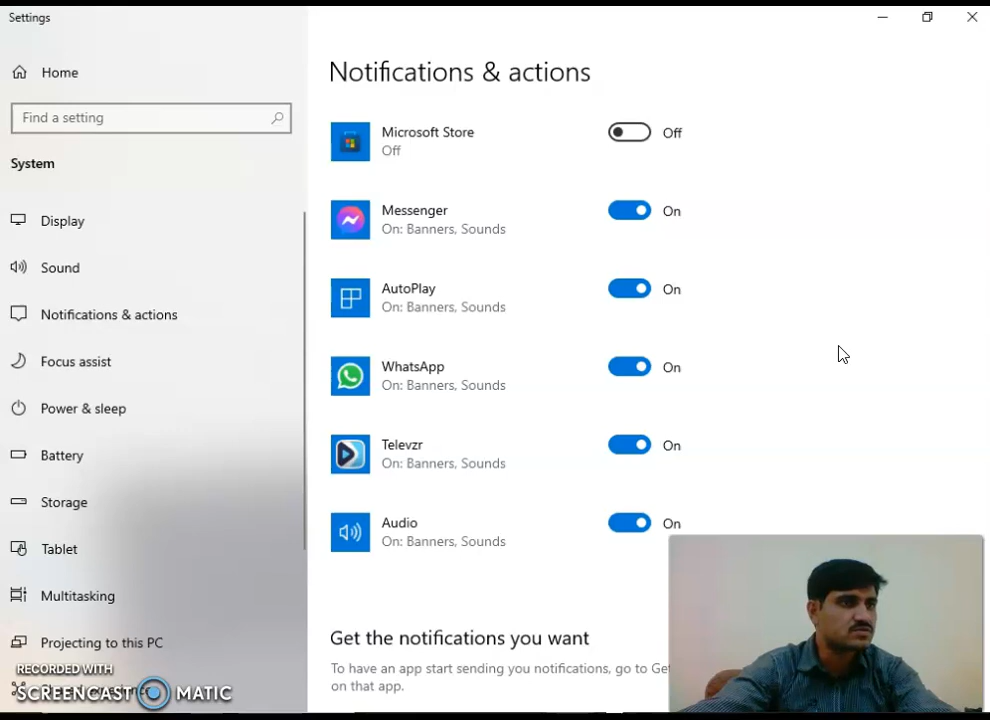 Settings
Home
Find a setting
System
Display
Sound
Notifications & actions
Focus assist
Power & sleep
Battery
Storage
Tablet
Multitasking
Projecting to this PC
RECORDED WITH
SCREENCAST MATIC
Notifications & actions
Microsoft Store
Off
Off
Messenger
On: Banners, Sounds
On
AutoPlay
On: Banners, Sounds
On
WhatsApp
On: Banners, Sounds
On
Televzr
On: Banners, Sounds
On
Audio
On: Banners, Sounds
On
Get the notifications you want
To have an app start sending you notifications, go to
on that app.